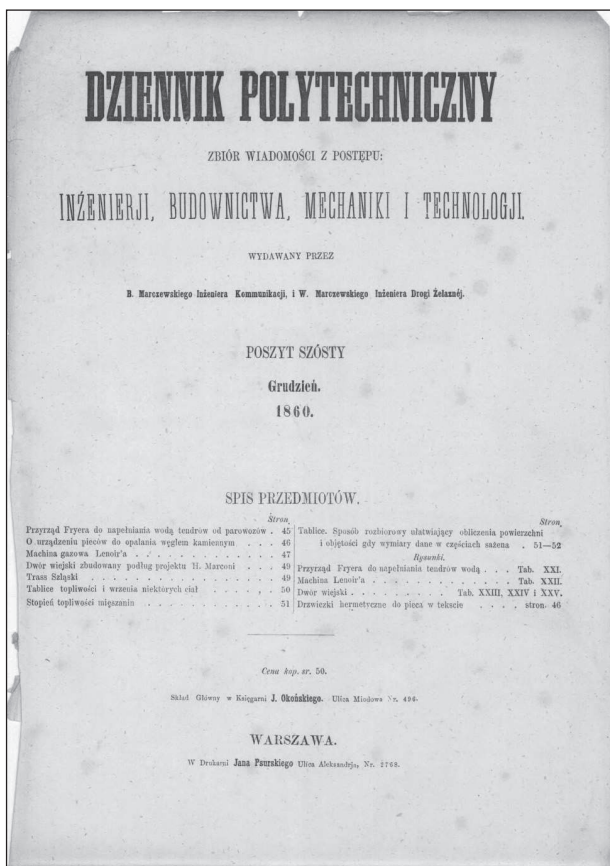 DZIENNIK POLYTECHNICZNY
ZBIÓR WIADOMOŚCI Z POSTĘPU:
INŻENIERJI, BUDOWNICTWA, MECHANIKI I TECHNOLOGJI.
WYDAWANY PRZEZ
B. Marczewskiego Inżeniera Kommunikacji, i W. Marczewskiego Inżeniera Drogi Żelaznéj.
POSZYT SZÓSTY
Grudzień.
1860.
SPIS PRZEDMIOTÓW.
Stron.
Przyrząd Fryera do napełniania wodą tendrów od parowozów . 45
O urządzeniu pieców do opalania węglem kamiennym . . . 46
Machina gazowa Lenoir'a . . . . . . . . . . 47
Dwór wiejski zbudowany podług projektu H. Marconi . . . 49
Trass Szląski . . . . . . . . . . . . . 49
Tablice topliwości i wrzenia niektórych ciał . . . . . 50
Stopień topliwości mięszanin . . . . . . . . . 51
Stron.
Tablice. Sposób rozbiorowy ułatwiający obliczenia powierzchni
i objętości gdy wymiary dane w częściach sażena . 51—52
Rysunki.
Przyrząd Fryera do napełniania tendrów wodą . . . Tab. XXI.
Machina Lenoir'a . . . . . . . . . . . Tab. XXII.
Dwór wiejski . . . . . . . . Tab. XXIII, XXIV i XXV.
Drzwiczki hermetyczne do pieca w tekscie . . . . stron. 46
Cena kop. sr. 50.
Skład Główny w Księgarni J. Okońskiego. Ulica Miodowa Nr. 496.
WARSZAWA.
W Drukarni Jana Psurskiego Ulica Aleksandrja, Nr. 2768.